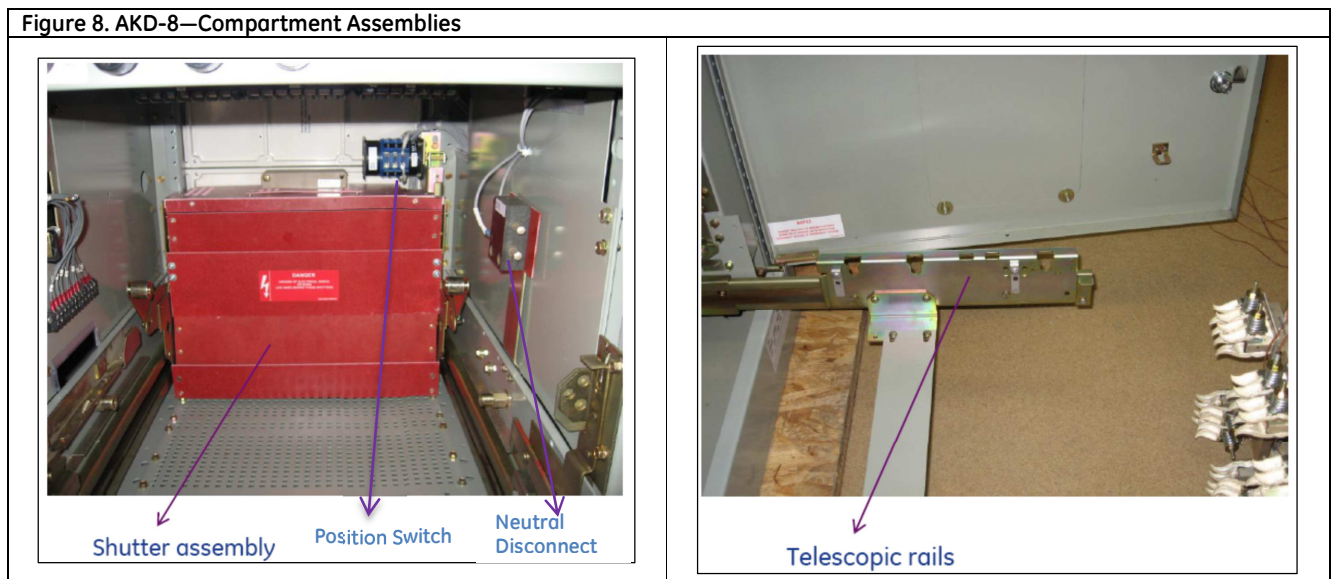 Figure 8. AKD-8—Compartment Assemblies
DANGER
Shutter assembly
Position Switch
Neutral
Disconnect
Telescopic rails